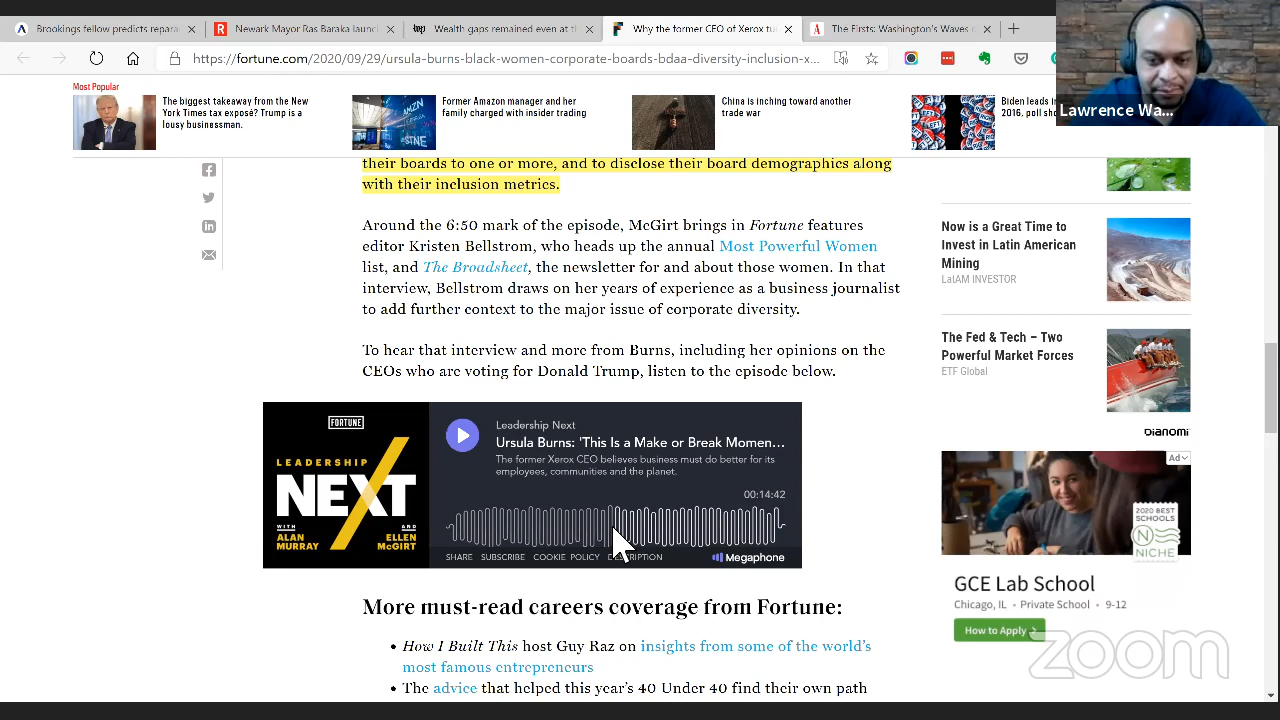 Brookings fellow predicts repara
Newark Mayor Ras Baraka laun
Wealth gaps remain
Why the former CEO of Xerox tu
The Firsts: Washington's Waves
https://fortune.com/2020/09/29/ursula-burns-black-women-corporate-boards-bdaa-diversity-inclusion-x...
Lawrence Wa...
Most Popular
The biggest takeaway from the New
York Times tax exposé? Trump is a
lousy businessman.
Former Amazon manager and her
family charged with insider trading
China is inching toward another
trade war
Biden leads i
2016, poll sho
their boards to one or more, and to disclose their board demographics along
with their inclusion metrics.
Around the 6:50 mark of the episode, McGirt brings in Fortune features
editor Kristen Bellstrom, who heads up the annual Most Powerful Women
list, and The Broadsheet, the newsletter for and about those women. In that
interview, Bellstrom draws on her years of experience as a business journalist
to add further context to the major issue of corporate diversity.
To hear that interview and more from Burns, including her opinions on the
CEOs who are voting for Donald Trump, listen to the episode below.
FORTUNE
LEADERSHIP
NEXT
WITH
ALAN
MURRAY
AND
ELLEN
McGIRT
Leadership Next
Ursula Burns: 'This Is a Make or Break Momen...
The former Xerox CEO believes business must do better for its
employees, communities and the planet.
00:14:42
SHARE SUBSCRIBE COOKIE POLICY DESCRIPTION
Megaphone
More must-read careers coverage from Fortune:
• How I Built This host Guy Raz on insights from some of the world's
most famous entrepreneurs
• The advice that helped this year's 40 Under 40 find their own path
Now is a Great Time to
Invest in Latin American
Mining
LatAM INVESTOR
The Fed & Tech – Two
Powerful Market Forces
ETF Global
Dianomi
Ad
2020 BEST
SCHOOLS
NICHE
GCE Lab School
Chicago, IL • Private School • 9-12
How to Apply
zoom